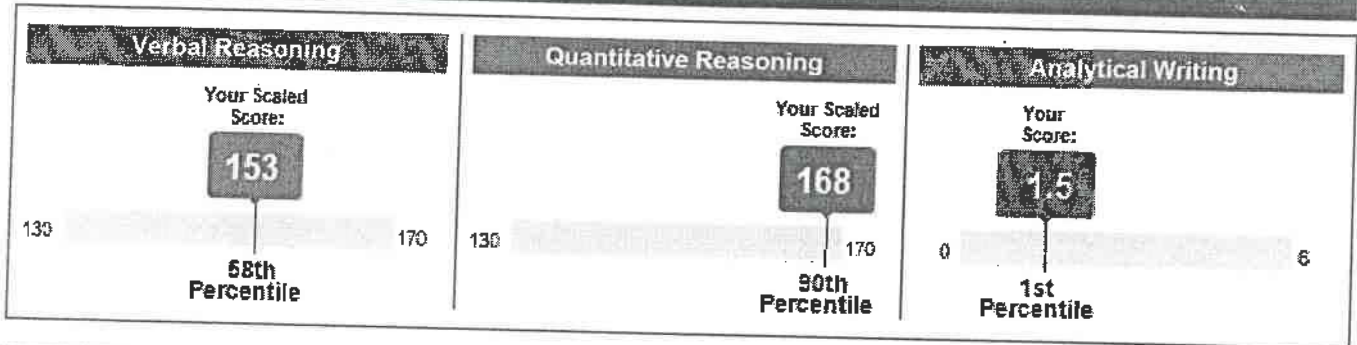 Verbal Reasoning
Your Scaled
Score:
153
130
170
58th
Percentile
Quantitative Reasoning
Your Scaled
Score:
168
130
170
90th
Percentile
Analytical Writing
Your
Score:
1.5
0
6
1st
Percentile